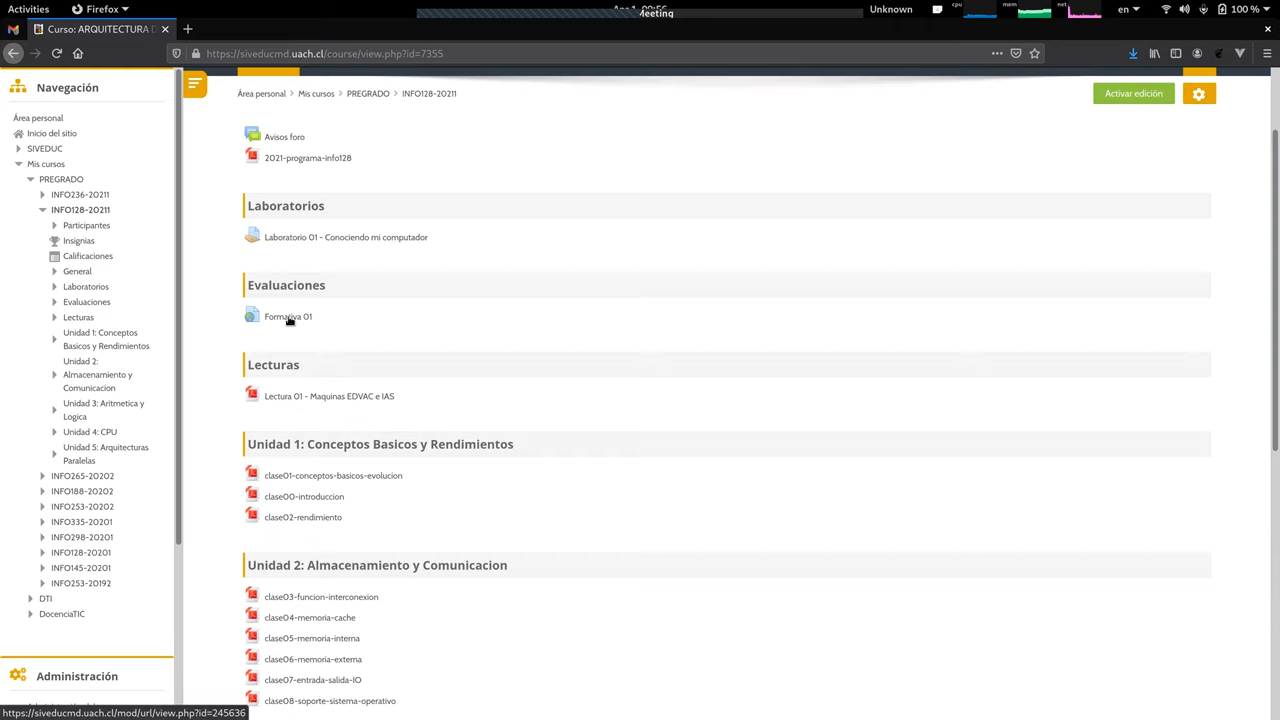 Activities
Firefox
Meeting
Unknown
cpu
mem
net
en
100 %
Curso: ARQUITECTURA D
https://siveducmd.uach.cl/course/view.php?id=7355
Navegación
Área personal
Inicio del sitio
SIVEDUC
Mis cursos
PREGRADO
INFO236-20211
INFO128-20211
Participantes
Insignias
Calificaciones
General
Laboratorios
Evaluaciones
Lecturas
Unidad 1: Conceptos
Basicos y Rendimientos
Unidad 2:
Almacenamiento y
Comunicacion
Unidad 3: Aritmetica y
Logica
Unidad 4: CPU
Unidad 5: Arquitecturas
Paralelas
INFO265-20202
INFO188-20202
INFO253-20202
INFO335-20201
INFO298-20201
INFO128-20201
INFO145-20201
INFO253-20192
DTI
DocenciaTIC
Administración
https://siveducmd.uach.cl/mod/url/view.php?id=245636
Área personal
Mis cursos
PREGRADO
INFO128-20211
Activar edición
Avisos foro
2021-programa-info128
Laboratorios
Laboratorio 01 - Conociendo mi computador
Evaluaciones
Formativa 01
Lecturas
Lectura 01 - Maquinas EDVAC e IAS
Unidad 1: Conceptos Basicos y Rendimientos
clase01-conceptos-basicos-evolucion
clase00-introduccion
clase02-rendimiento
Unidad 2: Almacenamiento y Comunicacion
clase03-funcion-interconexion
clase04-memoria-cache
clase05-memoria-interna
clase06-memoria-externa
clase07-entrada-salida-IO
clase08-soporte-sistema-operativo